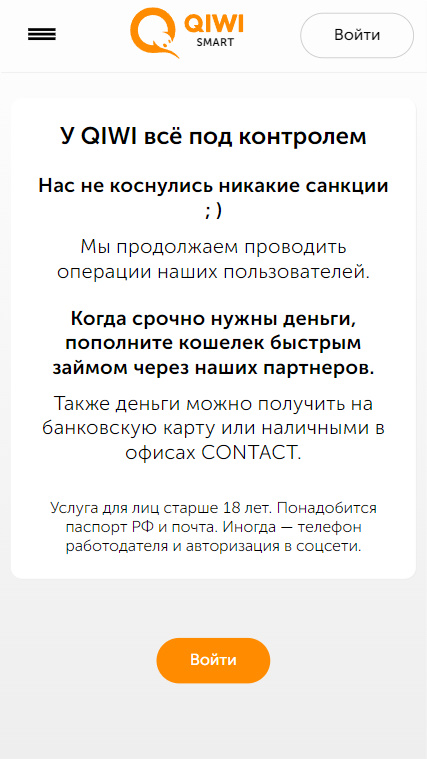 QIWI
SMART
Войти
У QIWI всё под контролем
Нас не коснулись никакие санкции
; )
Мы продолжаем проводить
операции наших пользователей.
Когда срочно нужны деньги,
пополните кошелек быстрым
займом через наших партнеров.
Также деньги можно получить на
банковскую карту или наличными в
офисах CONTACT.
Услуга для лиц старше 18 лет. Понадобится
паспорт РФ и почта. Иногда — телефон
работодателя и авторизация в соцсети.
Войти